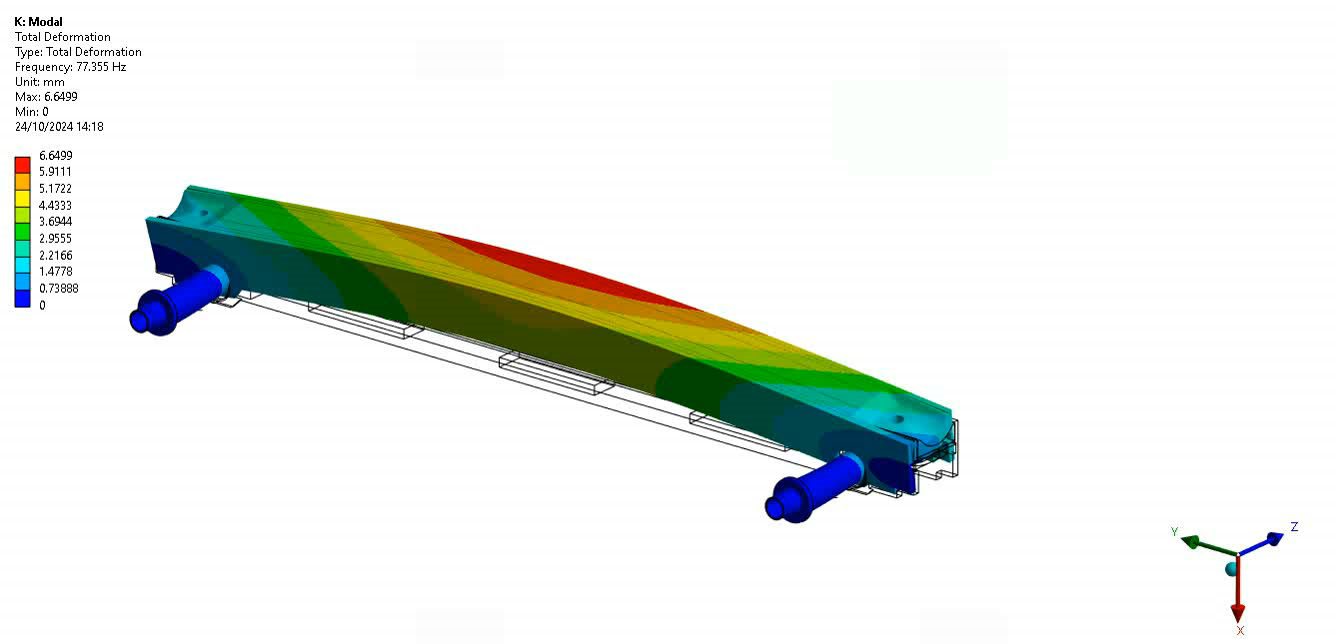 K: Modal
Total Deformation
Type: Total Deformation
Frequency: 77.355 Hz
Unit: mm
Max: 6.6499
Min: 0
24/10/2024 14:18
6.6499
5.9111
5.1722
4.4333
3.6944
2.9555
2.2166
1.4778
0.73888
0
Y
Z
X